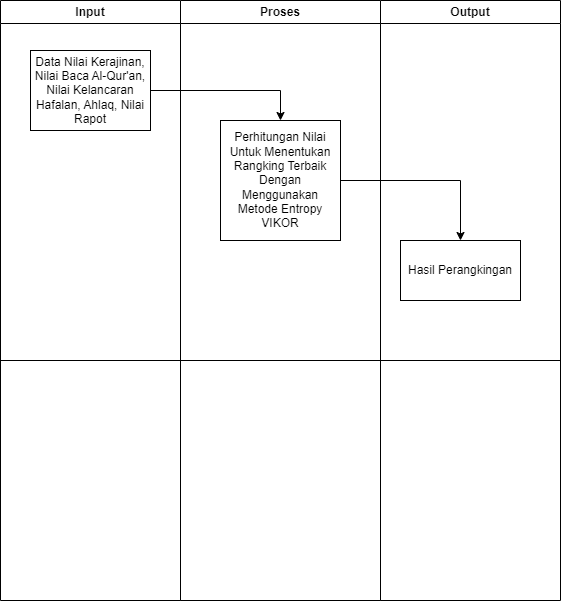 Input
Proses
Output
Data Nilai Kerajinan,
Nilai Baca Al-Qur'an,
Nilai Kelancaran
Hafalan, Ahlaq, Nilai
Rapot
Perhitungan Nilai
Untuk Menentukan
Rangking Terbaik
Dengan
Menggunakan
Metode Entropy
VIKOR
Hasil Perangkingan